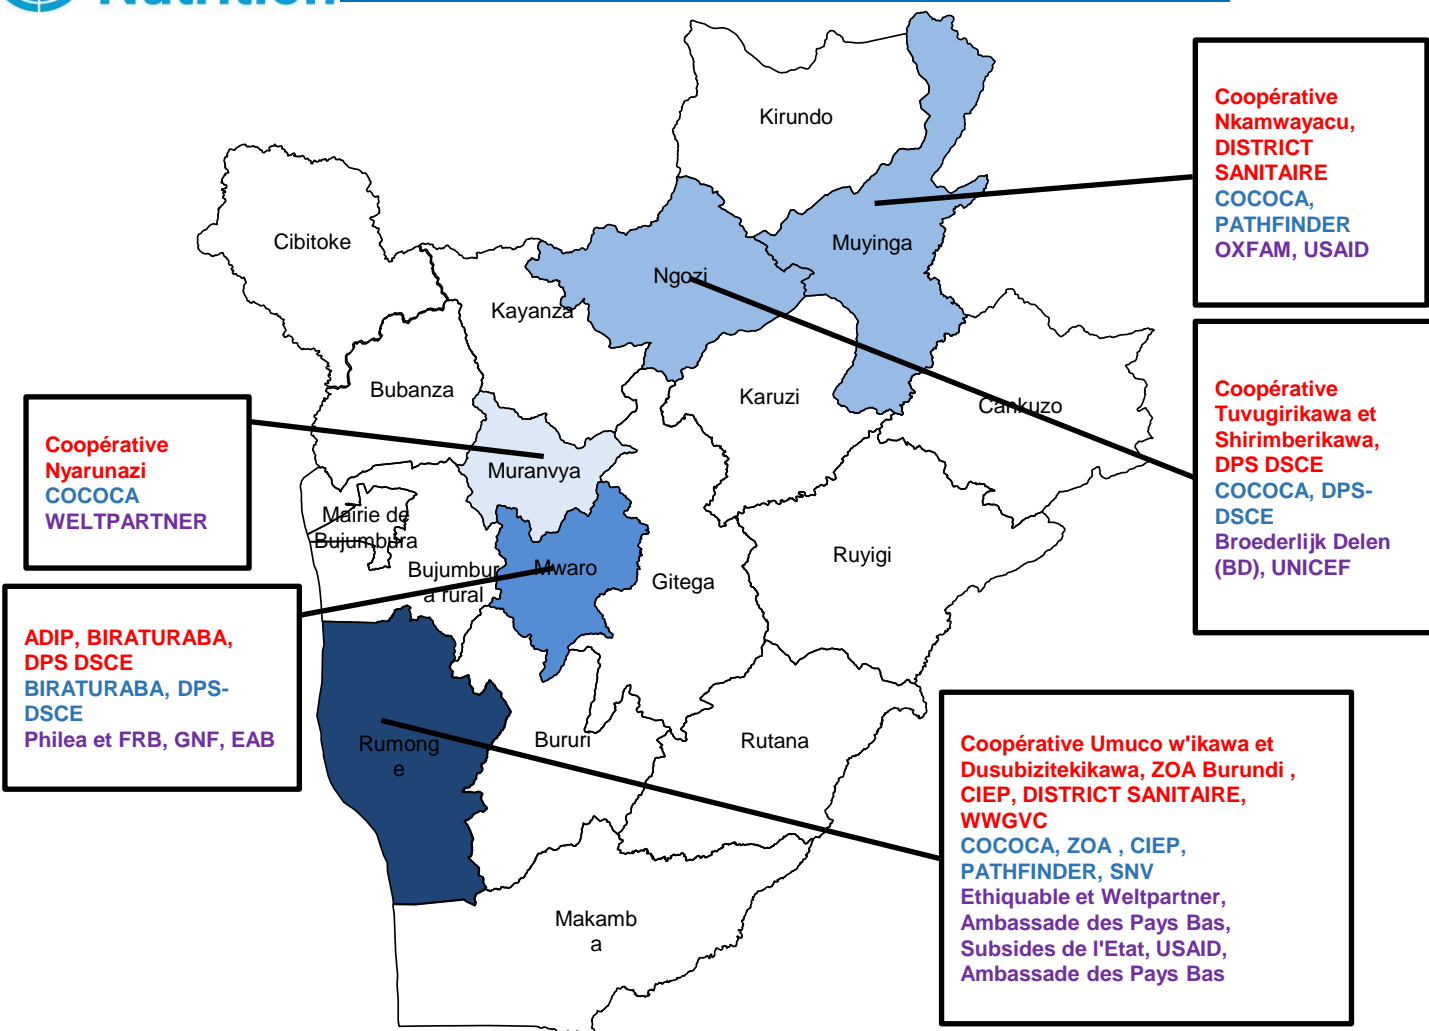 Nutrition
Kirundo
Cibitoke
Muyinga
Ngozi
Kayanza
Bubanza
Karuzi
Cankuzo
Muranvya
Mairie de
Bujumbura
Bujumbur
a rural
Mwaro
Gitega
Ruyigi
Rumong
e
Bururi
Rutana
Makamb
a
Coopérative
Nkamwayacu,
DISTRICT
SANITAIRE
COCOCA,
PATHFINDER
OXFAM, USAID
Coopérative
Tuvugirikawa et
Shirimberikawa,
DPS DSCE
COCOCA, DPS-
DSCE
Broederlijk Delen
(BD), UNICEF
Coopérative
Nyarunazi
COCOCA
WELTPARTNER
ADIP, BIRATURABA,
DPS DSCE
BIRATURABA, DPS-
DSCE
Philea et FRB, GNF, EAB
Coopérative Umuco w'ikawa et
Dusubizitekikawa, ZOA Burundi ,
CIEP, DISTRICT SANITAIRE,
WWGVC
COCOCA, ZOA , CIEP,
PATHFINDER, SNV
Ethiquable et Weltpartner,
Ambassade des Pays Bas,
Subsides de l'Etat, USAID,
Ambassade des Pays Bas